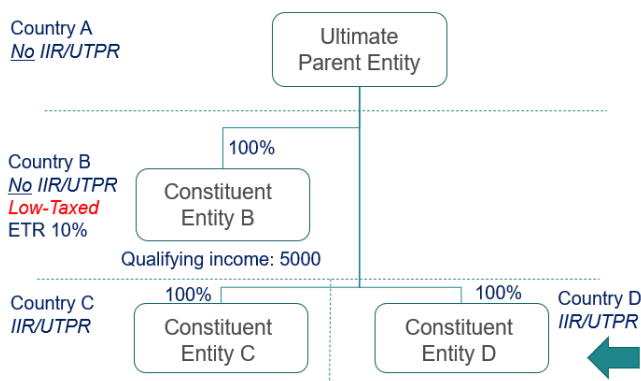 Country A
No IIR/UTPR
Ultimate
Parent Entity
100%
Country B
No IIR/UTPR
Low-Taxed
ETR 10%
Constituent
Entity B
Qualifying income: 5000
Country C
IIR/UTPR
100%
Constituent
Entity C
100%
Constituent
Entity D
Country D
IIR/UTPR